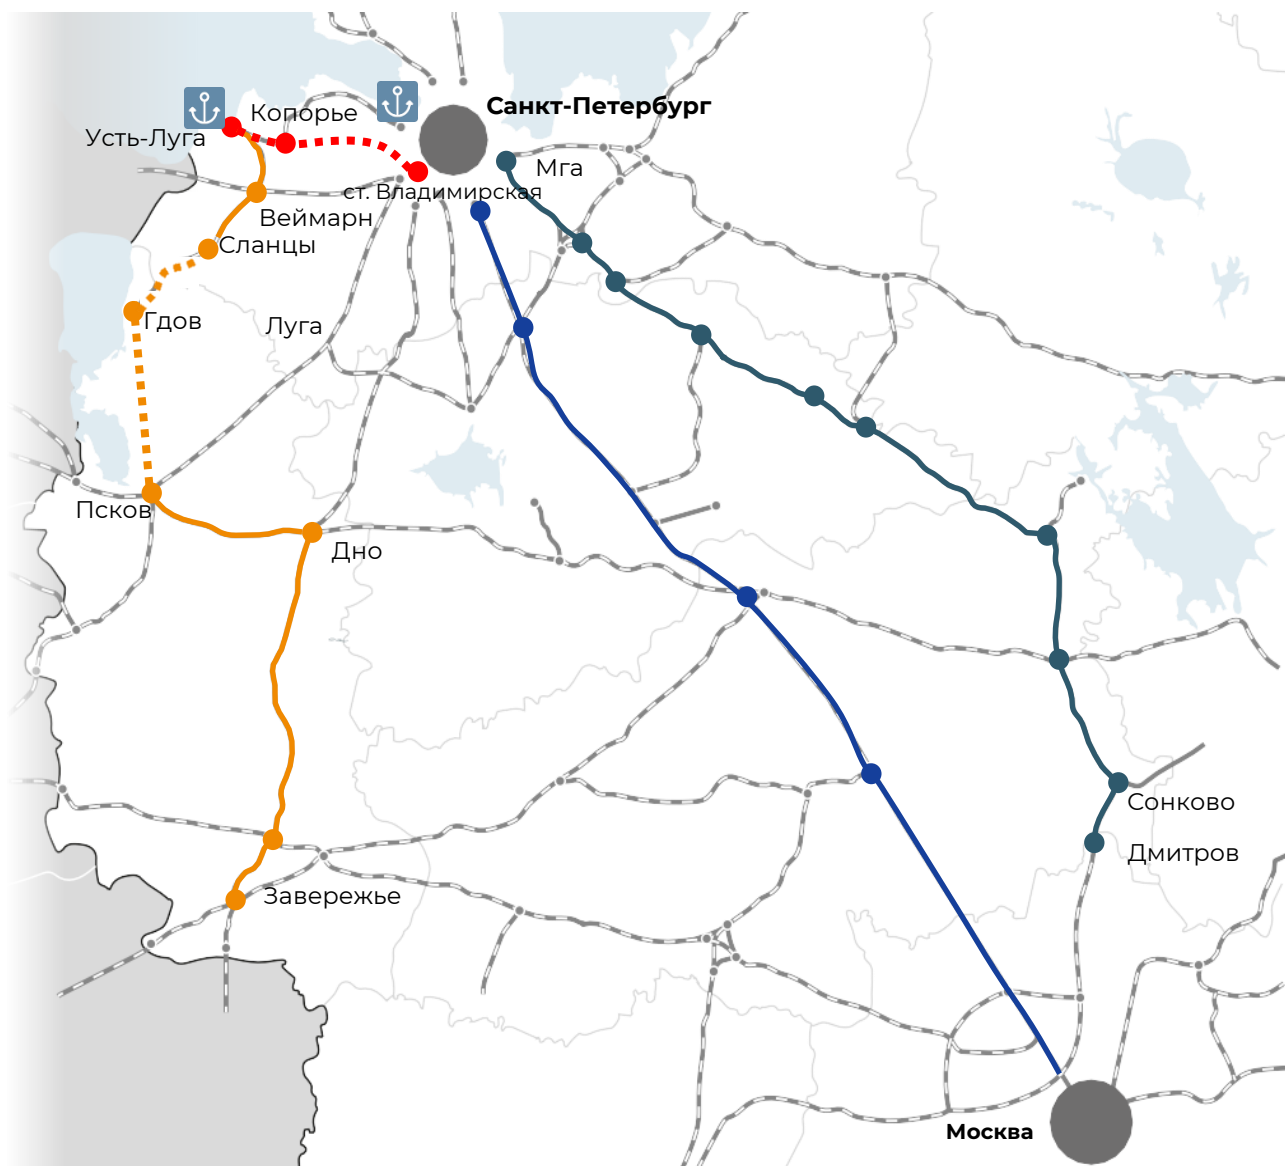 Санкт-Петербург
Копорье
Усть-Луга
Мга
ст. Владимирская
Веймарн
Сланцы
Гдов
Луга
Псков
Дно
Сонково
Дмитров
Завережье
Москва